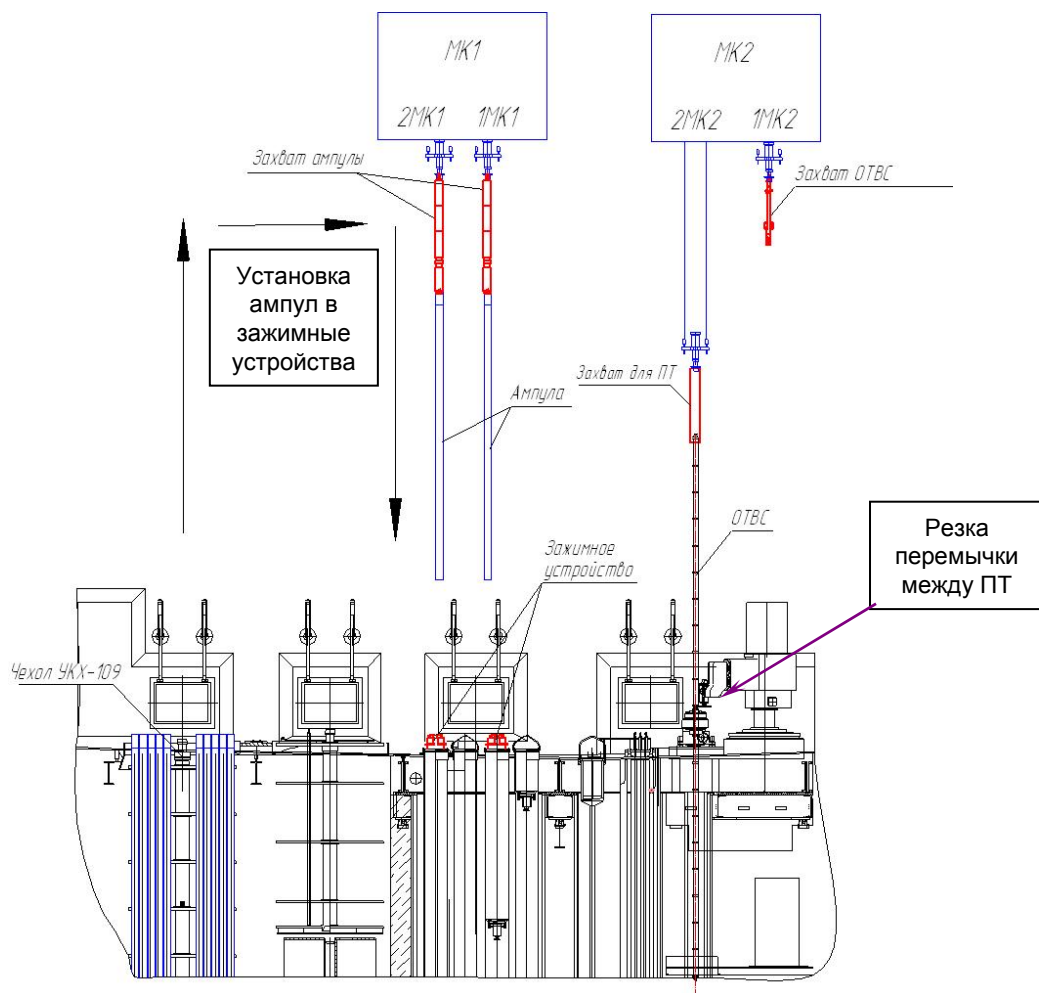 МК1
2МК1
1МК1
МК2
2МК2
1МК2
Захват ампулы
Захват ОТВС
Установка
ампул в
зажимные
устройства
Захват для ПТ
Ампула
ОТВС
Резка
перемычки
между ПТ
Зажимное
устройство
Чехол УКХ-109